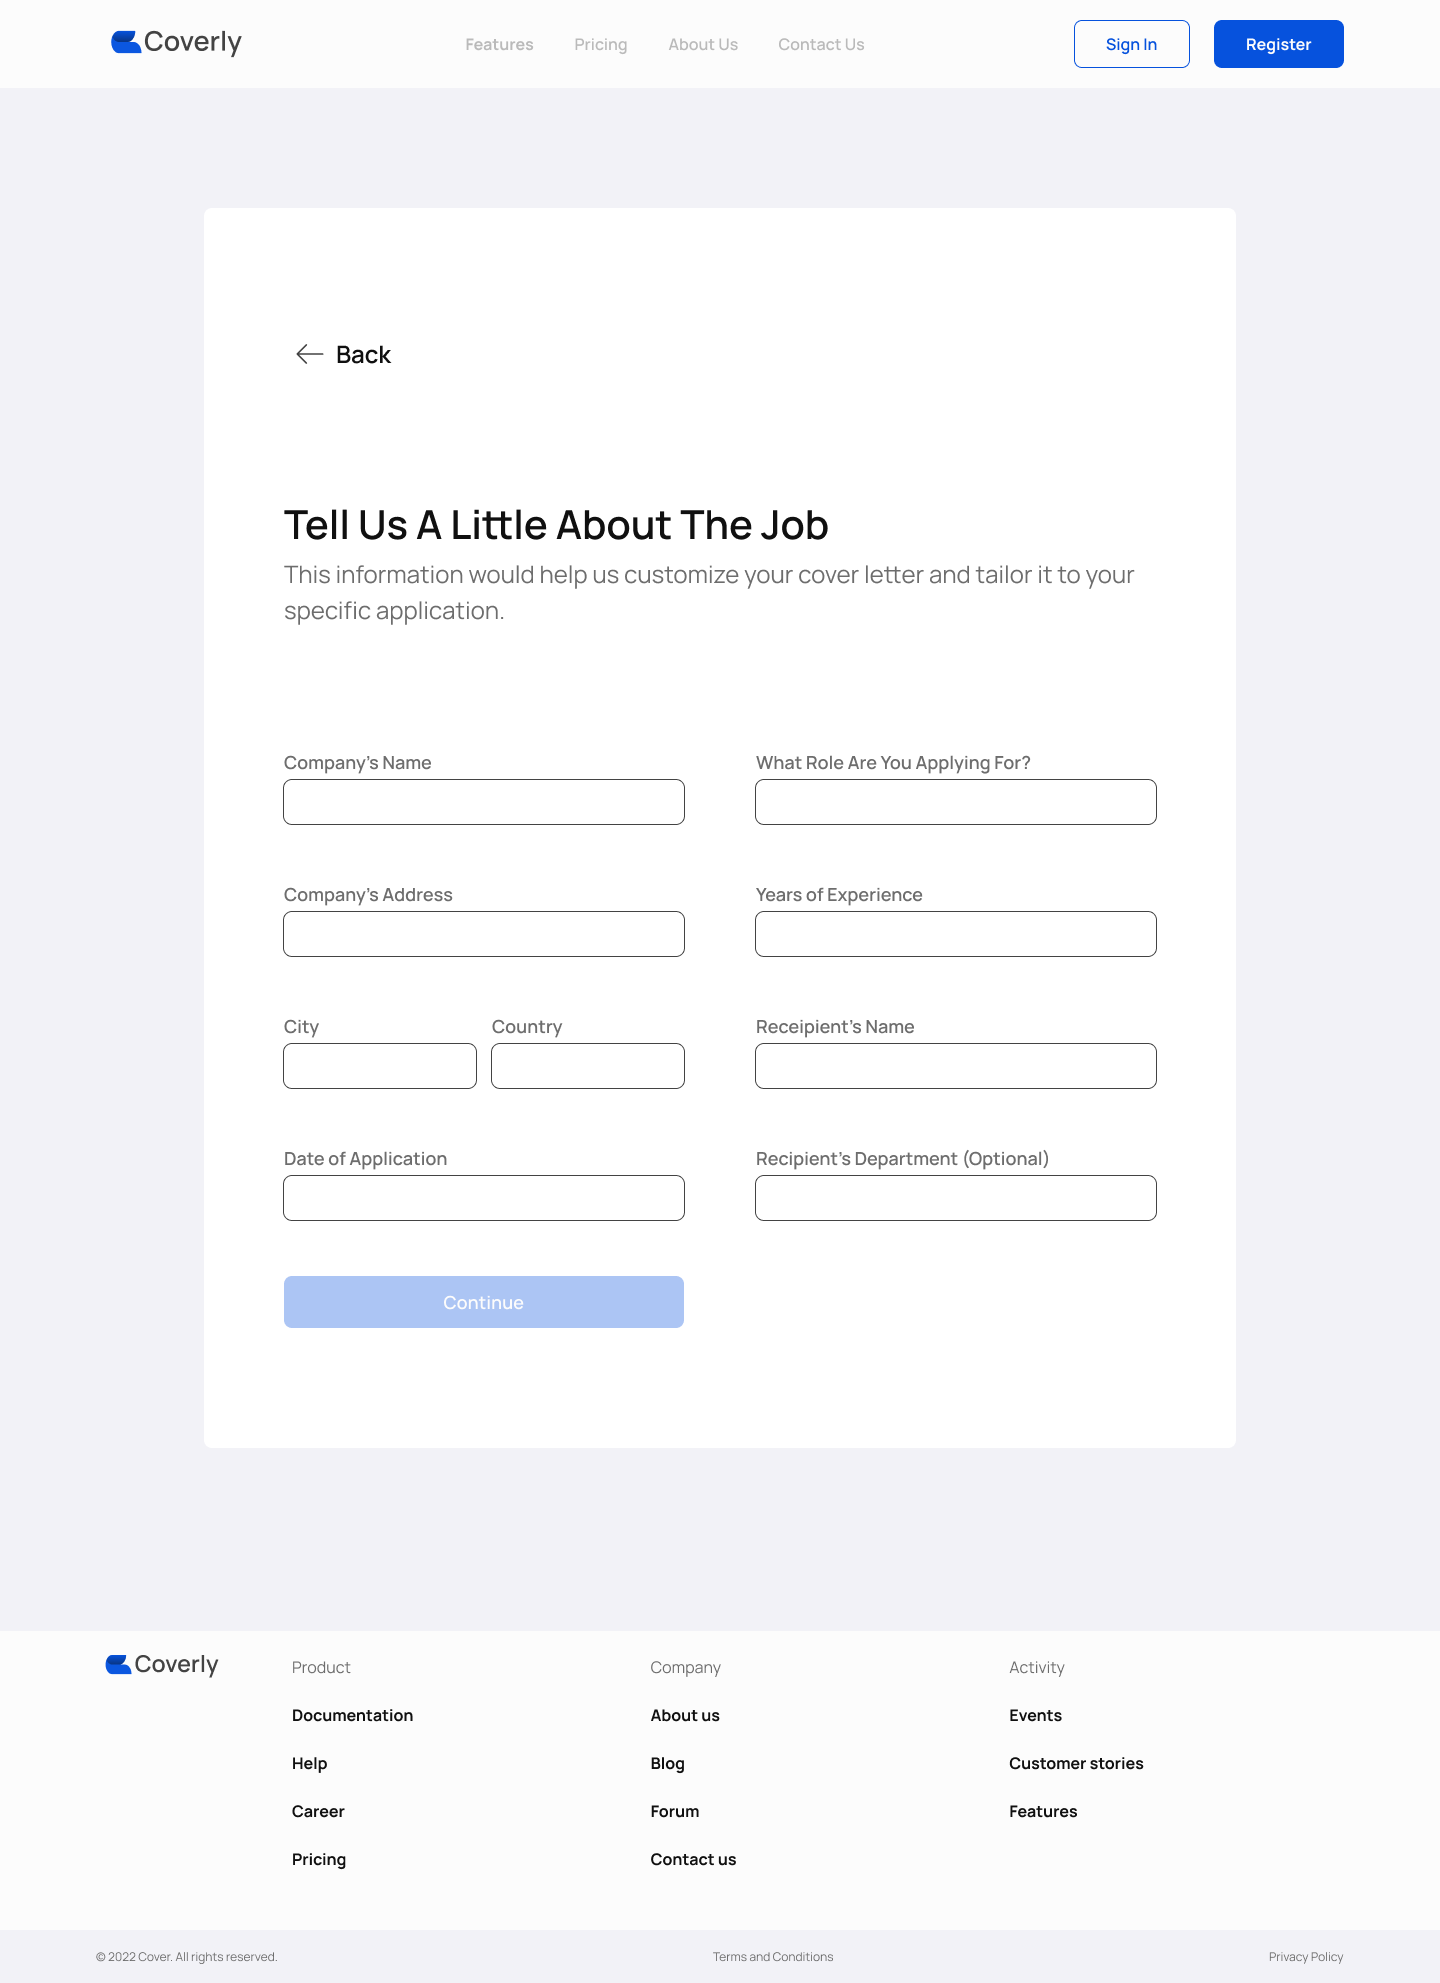 Coverly
Features
Pricing
About Us
Contact Us
Sign In
Register
Back
Tell Us A Little About The Job
This information would help us customize your cover letter and tailor it to your
specific application.
Company's Name
What Role Are You Applying For?
Company's Address
Years of Experience
City
Country
Receipient's Name
Date of Application
Recipient's Department (Optional)
Continue
Coverly
Product
Documentation
Help
Career
Pricing
Company
About us
Blog
Forum
Contact us
Activity
Events
Customer stories
Features
© 2022 Cover. All rights reserved.
Terms and Conditions
Privacy Policy